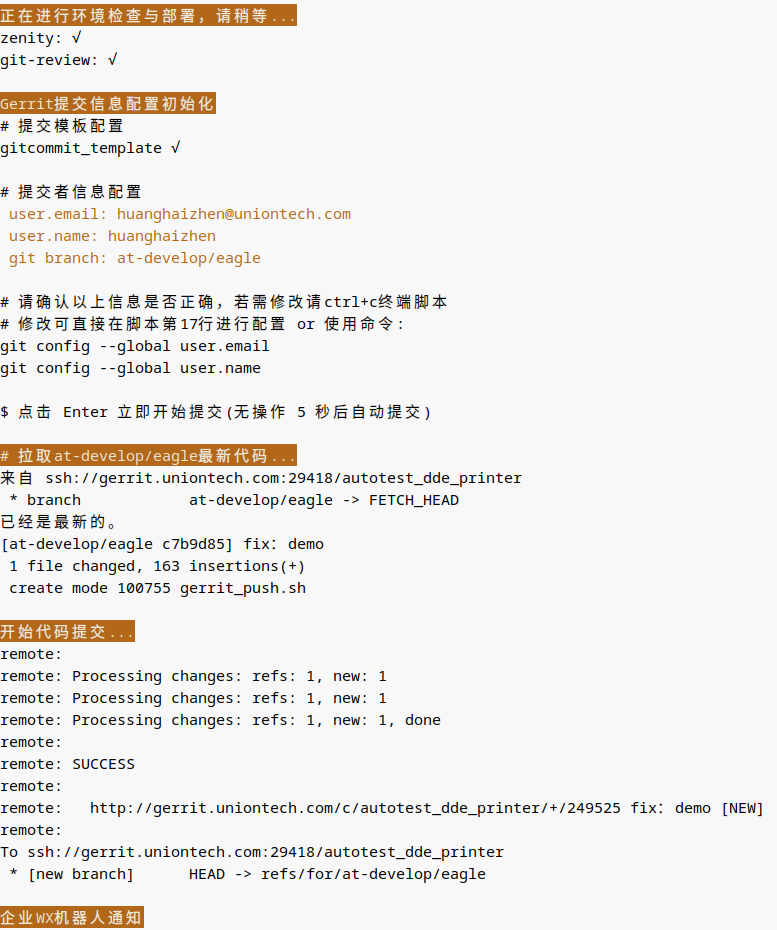 正在进行环境检查与部署，请稍等...
zenity: √
git-review: √
Gerrit提交信息配置初始化
# 提交模板配置
gitcommit_template √
# 提交者信息配置
user.email: huanghaizhen@uniontech.com
user.name: huanghaizhen
git branch: at-develop/eagle
# 请确认以上信息是否正确，若需修改请ctrl+c终端脚本
# 修改可直接在脚本第17行进行配置 or 使用命令:
git config --global user.email
git config --global user.name
$ 点击 Enter 立即开始提交(无操作 5 秒后自动提交)
# 拉取at-develop/eagle最新代码...
来自 ssh://gerrit.uniontech.com:29418/autotest_dde_printer
* branch            at-develop/eagle -> FETCH_HEAD
已经是最新的。
[at-develop/eagle c7b9d85] fix：demo
1 file changed, 163 insertions(+)
create mode 100755 gerrit_push.sh
开始代码提交...
remote:
remote: Processing changes: refs: 1, new: 1
remote: Processing changes: refs: 1, new: 1
remote: Processing changes: refs: 1, new: 1, done
remote:
remote: SUCCESS
remote:
remote:   http://gerrit.uniontech.com/c/autotest_dde_printer/+/249525 fix：demo [NEW]
remote:
To ssh://gerrit.uniontech.com:29418/autotest_dde_printer
* [new branch]      HEAD -> refs/for/at-develop/eagle
企业WX机器人通知